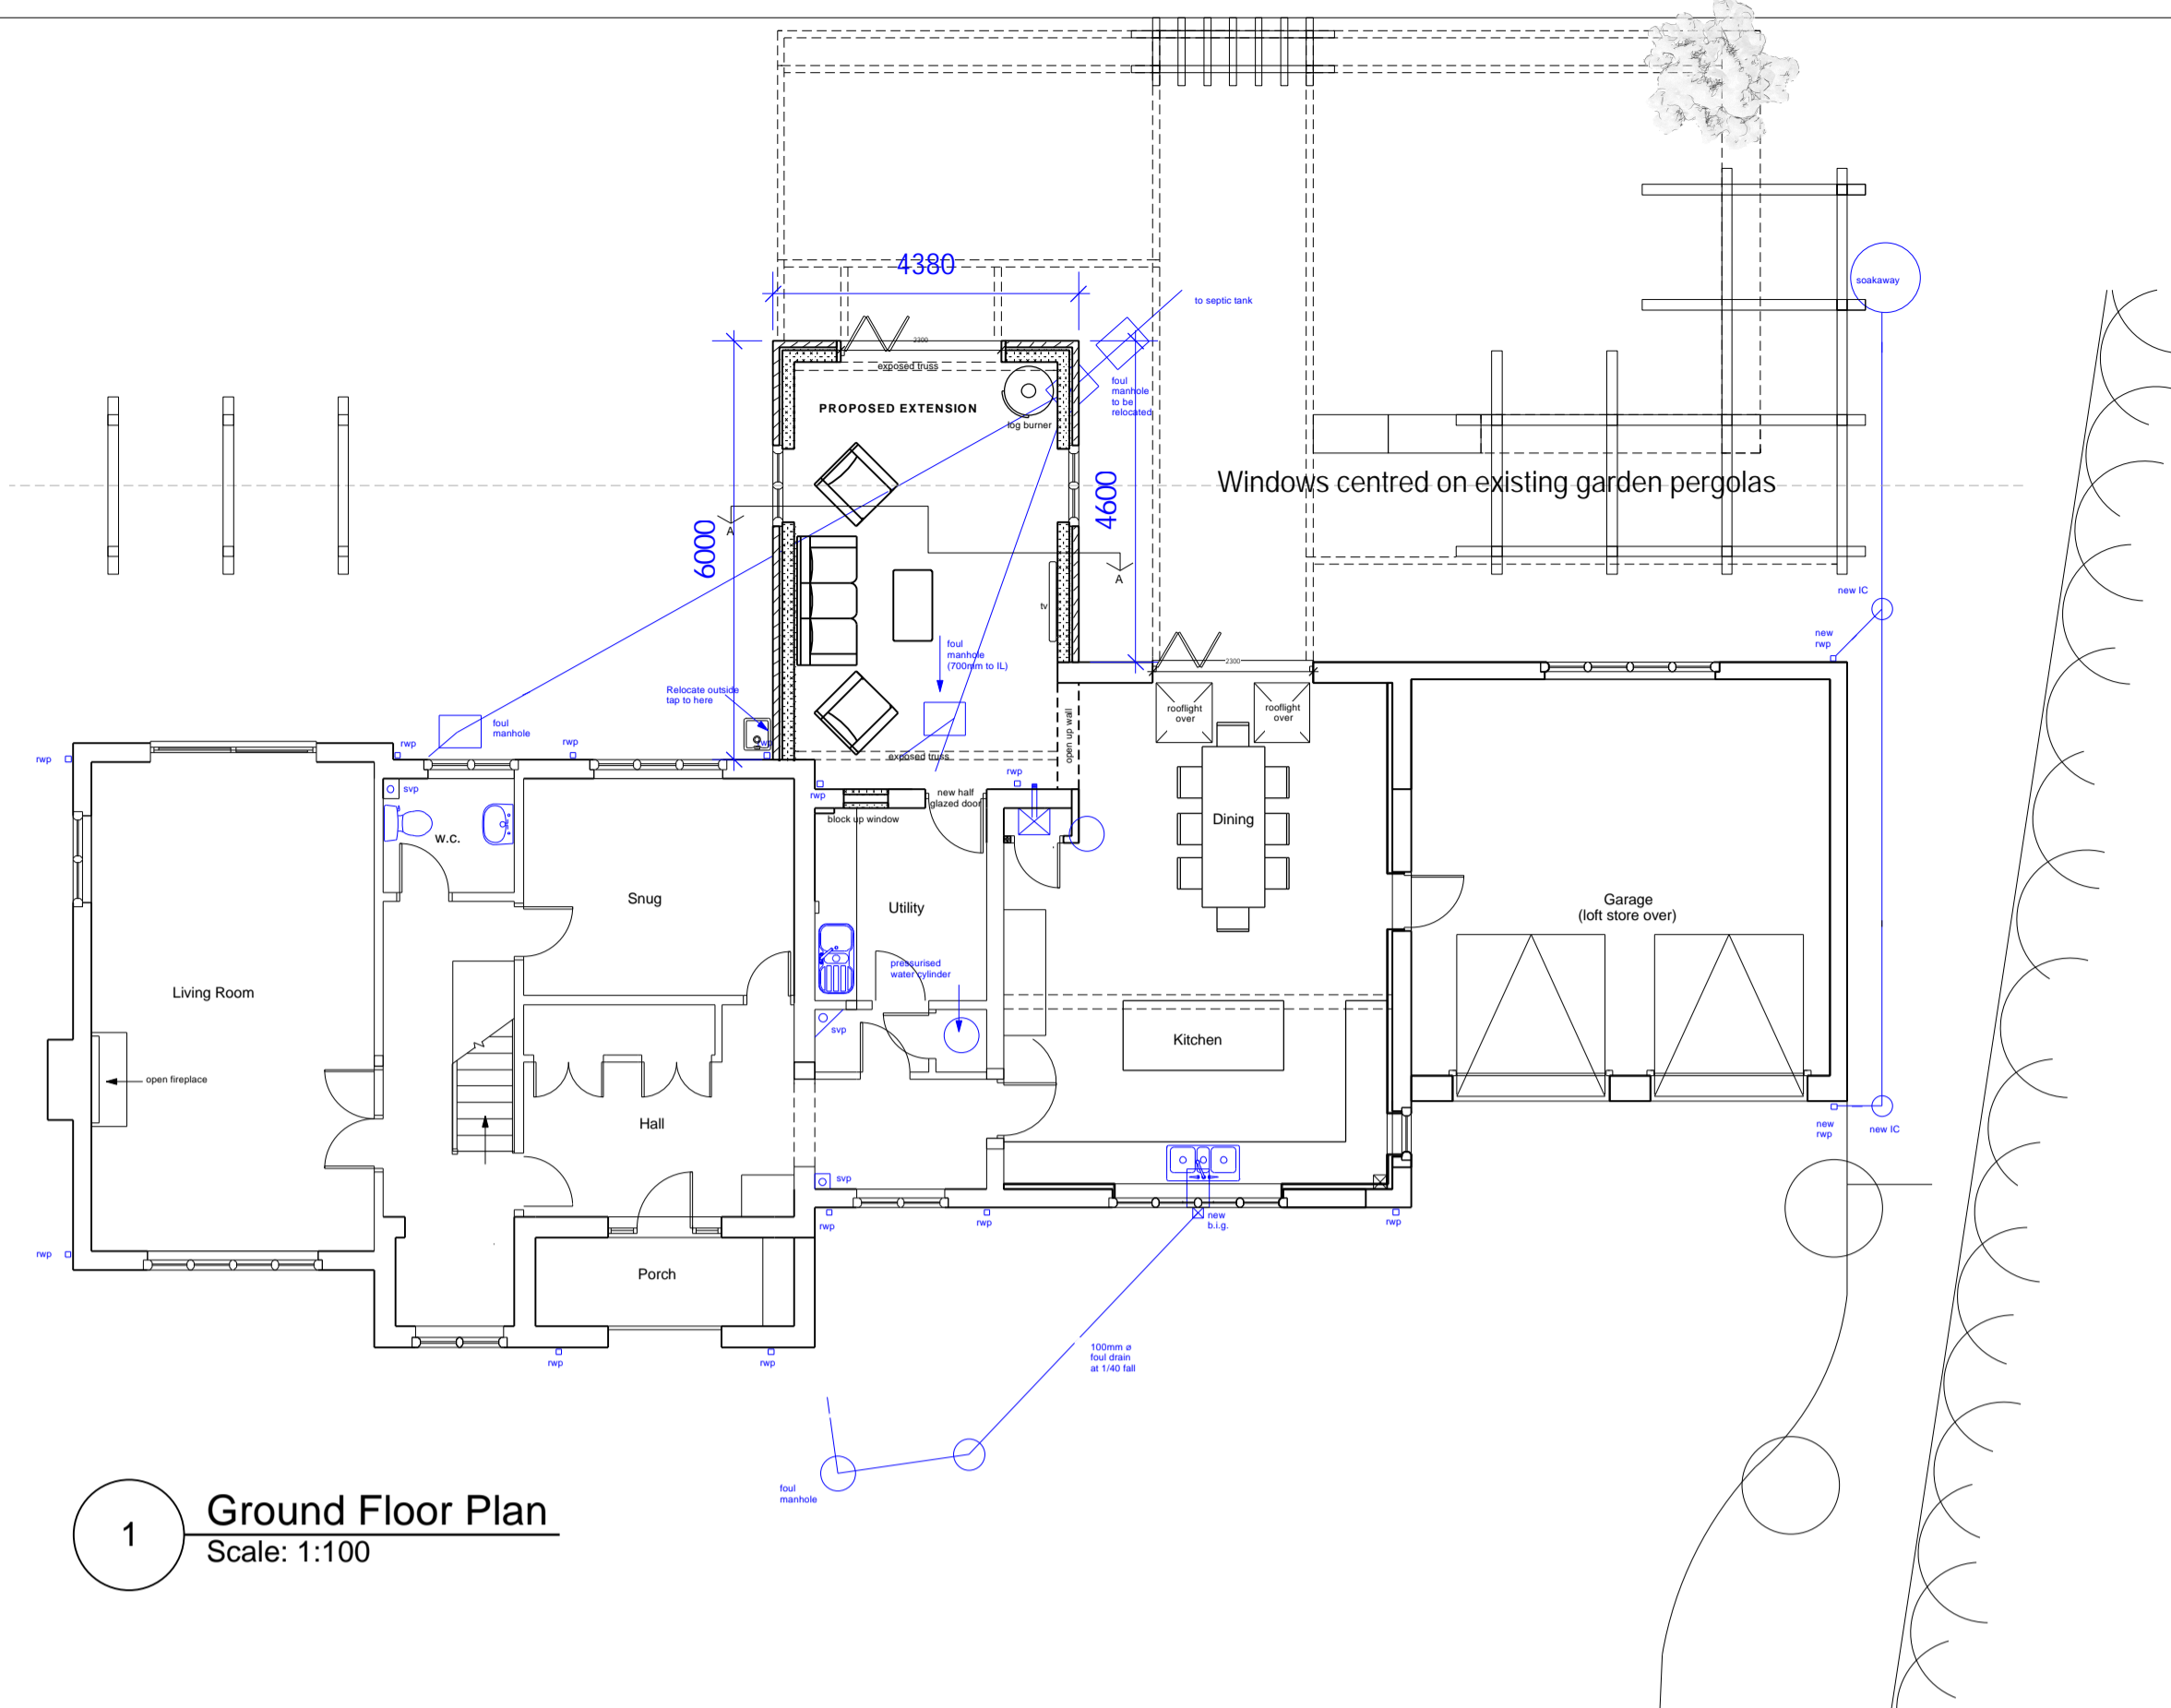 4380
to septic tank
soakaway
2300
exposed truss
foul
manhole
to be
relocated
PROPOSED EXTENSION
log burner
Windows centred on existing garden pergolas
4600
6000
A
A
new IC
tv
new
rwp
foul
manhole
(700mm to IL)
2300
Relocate outside
tap to here
rooflight
over
rooflight
over
open up wall
foul
manhole
rwp
rwp
rwp
rwp
exposed truss
rwp
svp
rwp
new half
glazed door
block up window
Dining
w.c.
Snug
Utility
Garage
(loft store over)
pressurised
water cylinder
Living Room
svp
Kitchen
open fireplace
Hall
new
rwp
new IC
svp
rwp
rwp
new
b.i.g.
rwp
rwp
Porch
100mm ø
foul drain
at 1/40 fall
rwp
rwp
foul
manhole
1
Ground Floor Plan
Scale: 1:100